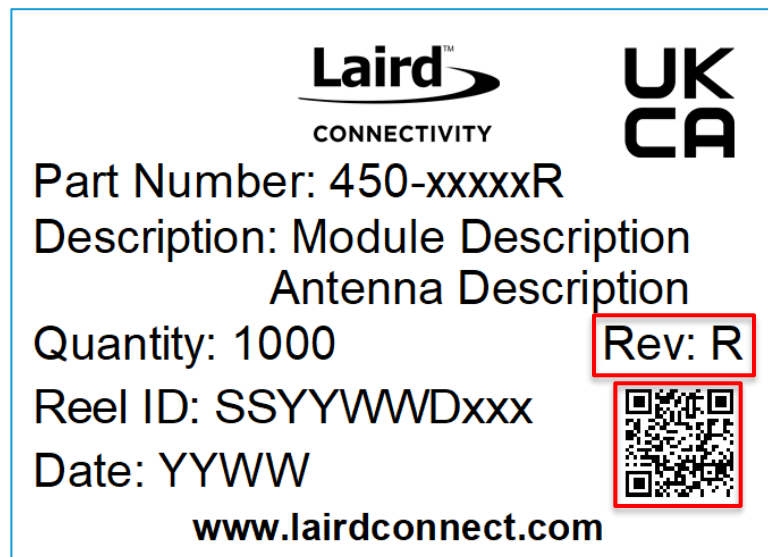 Laird™
CONNECTIVITY
UK
CA
Part Number: 450-xxxxxR
Description: Module Description
Antenna Description
Quantity: 1000
Rev: R
Reel ID: SSYYWWDxxx
Date: YYWW
www.lairdconnect.com